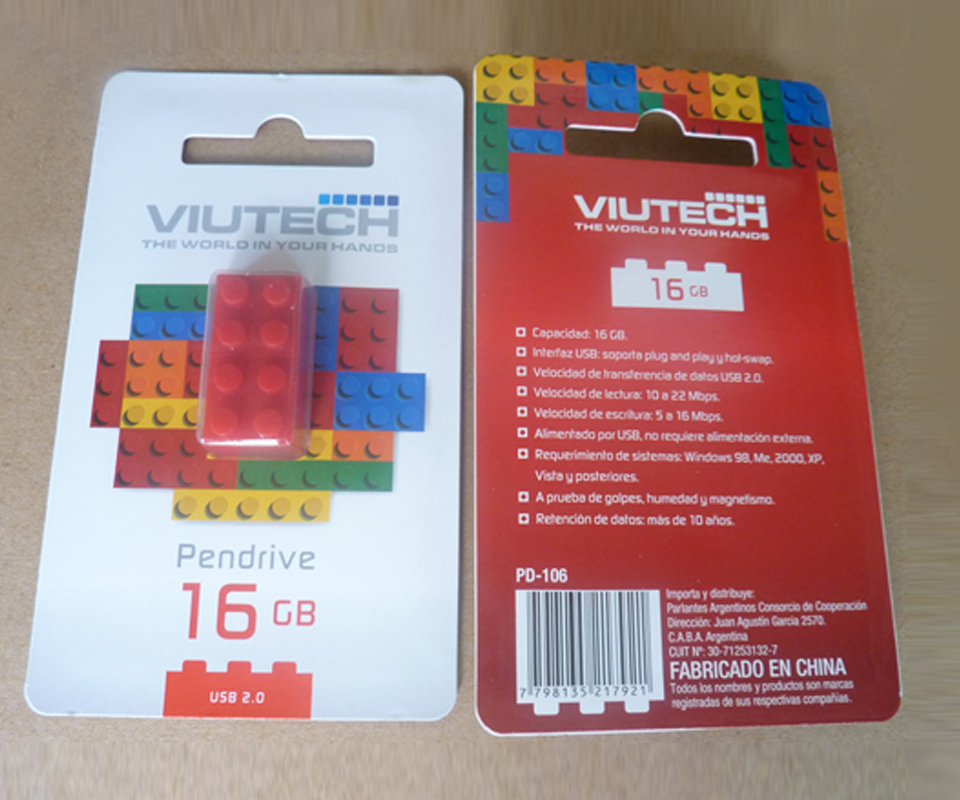 VIUTECH
THE WORLD IN YOUR HANDS
Pendrive
16 GB
USB 2.0
VIUTECH
THE WORLD IN YOUR HANDS
16 GB
Capacidad: 16 GB.
Interfaz USB: soporta plug and play y hot-swap.
Velocidad de transferencia de datos USB 2.0.
Velocidad de lectura: 10 a 22 Mbps.
Velocidad de escritura: 5 a 16 Mbps.
Alimentado por USB, no requiere alimentación externa.
Requerimiento de sistemas: Windows 98, Me, 2000, XP,
Vista y posteriores.
A prueba de golpes, humedad y magnetismo.
Retención de datos: más de 10 años.
PD-106
7 798135 217921
Importa y distribuye:
Parlantes Argentinos Consorcio de Cooperación
Dirección: Juan Agustín García 2570.
C.A.B.A. Argentina
CUIT Nº: 30-71253132-7
FABRICADO EN CHINA
Todos los nombres y productos son marcas
registradas de sus respectivas compañías.